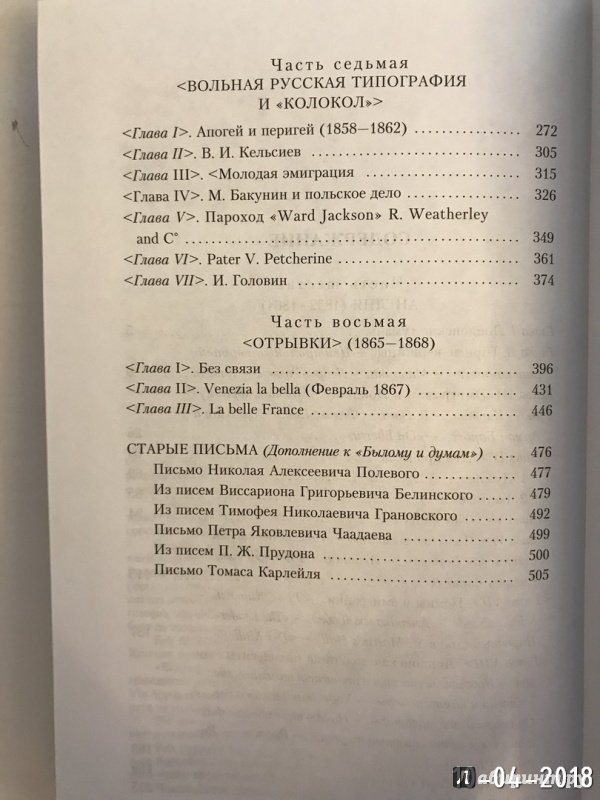 Часть седьмая
<ВОЛЬНАЯ РУССКАЯ ТИПОГРАФИЯ
И «КОЛОКОЛ»>
<Глава I>. Апогей и перигей (1858—1862) ................ 272
<Глава II>. В. И. Кельсиев ................ 305
<Глава III>. <Молодая эмиграция ................ 315
<Глава IV>. М. Бакунин и польское дело ................ 326
<Глава V>. Пароход «Ward Jackson» R. Weatherley
and C° ................ 349
<Глава VI>. Pater V. Petcherine ................ 361
<Глава VII>. И. Головин ................ 374
Часть восьмая
<ОТРЫВКИ> (1865—1868)
<Глава I>. Без связи ................ 396
<Глава II>. Venezia la bella (Февраль 1867) ................ 431
<Глава III>. La belle France ................ 446
СТАРЫЕ ПИСЬМА (Дополнение к «Былому и думам») .... 476
Письмо Николая Алексеевича Полевого ................ 477
Из писем Виссариона Григорьевича Белинского ...... 479
Из писем Тимофея Николаевича Грановского ........ 492
Письмо Петра Яковлевича Чаадаева ................ 499
Из писем П. Ж. Прудона ................ 500
Письмо Томаса Карлейля ................ 505
-04-2018
Лабиринт.ру